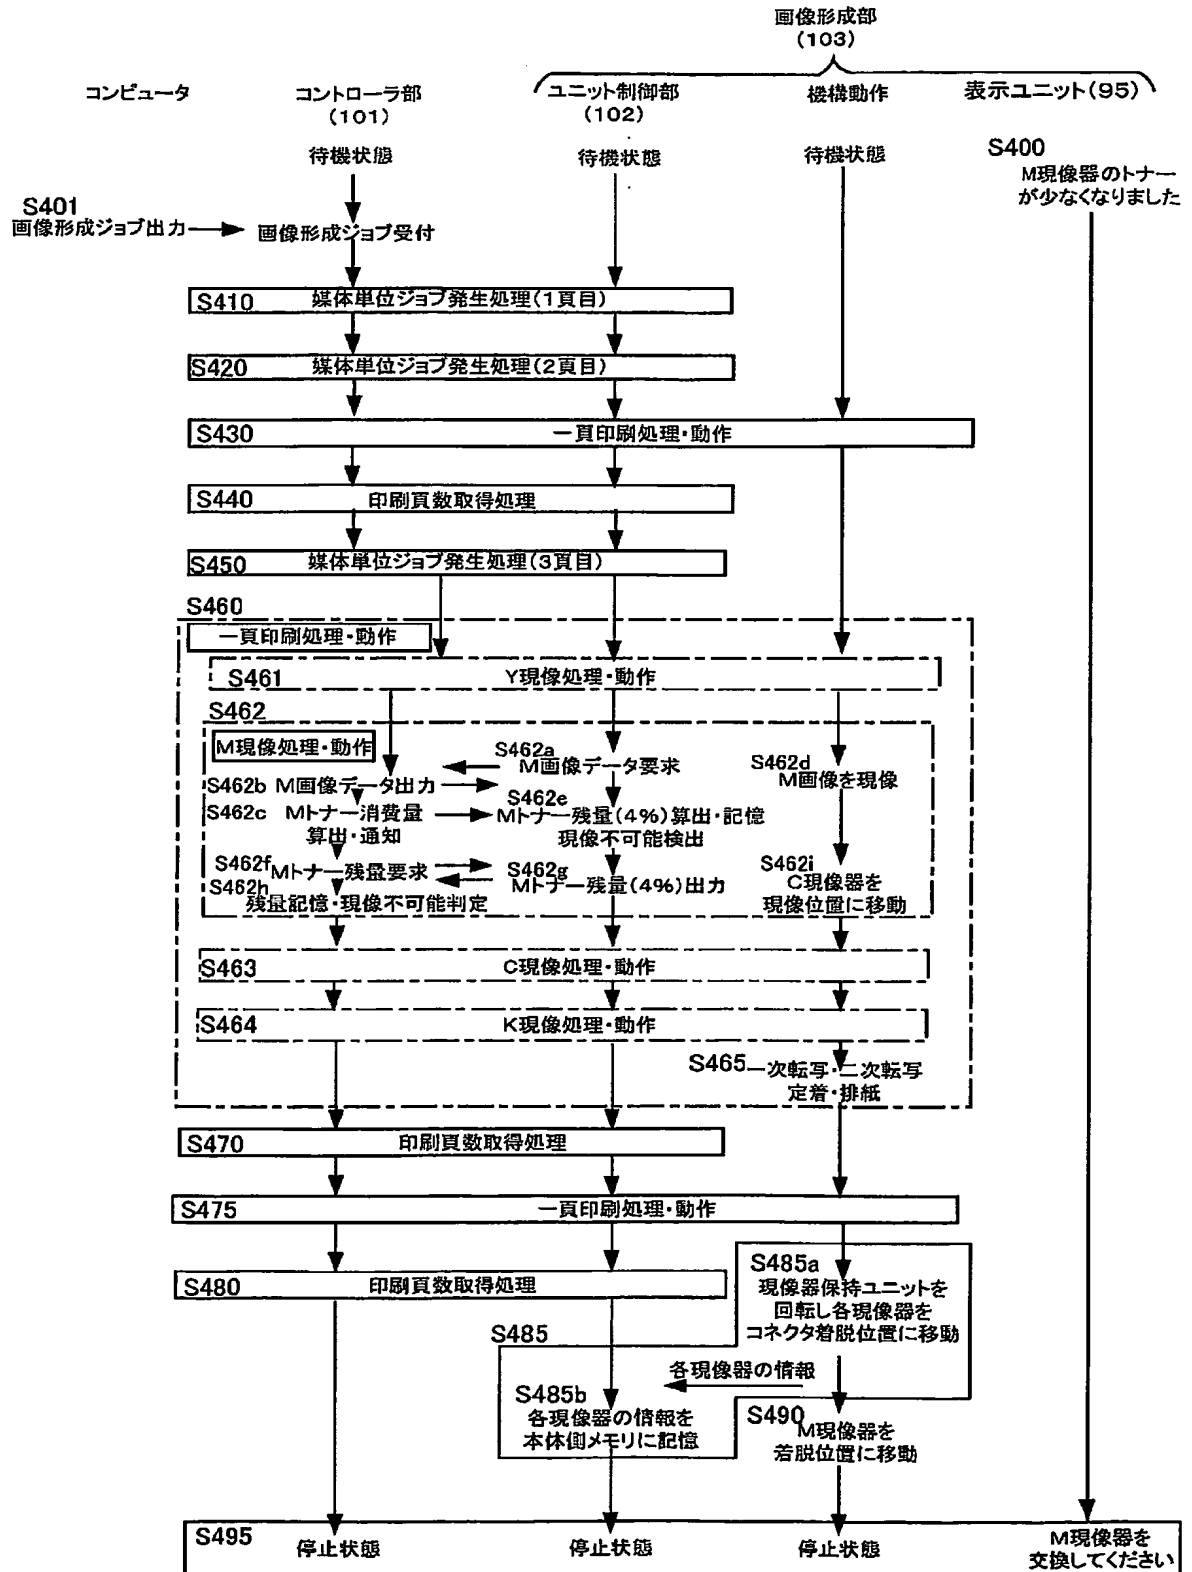 画像形成部
(103)
コンピュータ
コントローラ部
(101)
ユニット制御部
(102)
機構動作
表示ユニット(95)
待機状態
待機状態
待機状態
S400
M現像器のトナー
が少なくなりました
S401
画像形成ジョブ出力
画像形成ジョブ受付
S410
媒体単位ジョブ発生処理(1頁目)
S420
媒体単位ジョブ発生処理(2頁目)
S430
一頁印刷処理・動作
S440
印刷頁数取得処理
S450
媒体単位ジョブ発生処理(3頁目)
S460
一頁印刷処理・動作
S461
Y現像処理・動作
S462
M現像処理・動作
S462a
M画像データ要求
S462b
M画像データ出力
S462c
Mトナー消費量
算出・通知
S462d
M画像を現像
S462e
Mトナー残量(4%)算出・記憶
現像不可能検出
S462f
Mトナー残量要求
S462g
Mトナー残量(4%)出力
S462h
残量記憶・現像不可能判定
S462i
C現像器を
現像位置に移動
S463
C現像処理・動作
S464
K現像処理・動作
S465
一次転写・二次転写
定着・排紙
S470
印刷頁数取得処理
S475
一頁印刷処理・動作
S480
印刷頁数取得処理
S485a
現像器保持ユニットを
回転し各現像器を
コネクタ着脱位置に移動
S485
各現像器の情報
S485b
各現像器の情報を
本体側メモリに記憶
S490
M現像器を
着脱位置に移動
S495
停止状態
停止状態
停止状態
M現像器を
交換してください